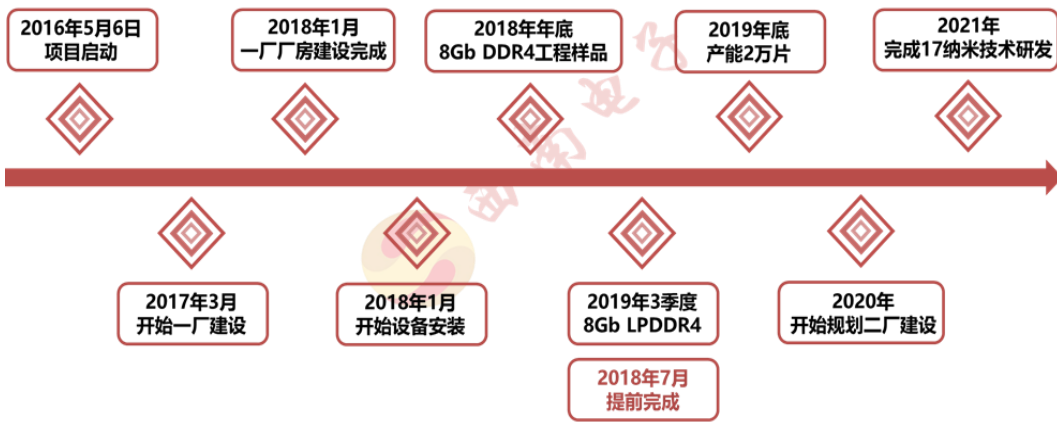 2016年5月6日
项目启动
2018年1月
一厂厂房建设完成
2018年年底
8Gb DDR4工程样品
2019年底
产能2万片
2021年
完成17纳米技术研发
2017年3月
开始一厂建设
2018年1月
开始设备安装
2019年3季度
8Gb LPDDR4
2020年
开始规划二厂建设
2018年7月
提前完成